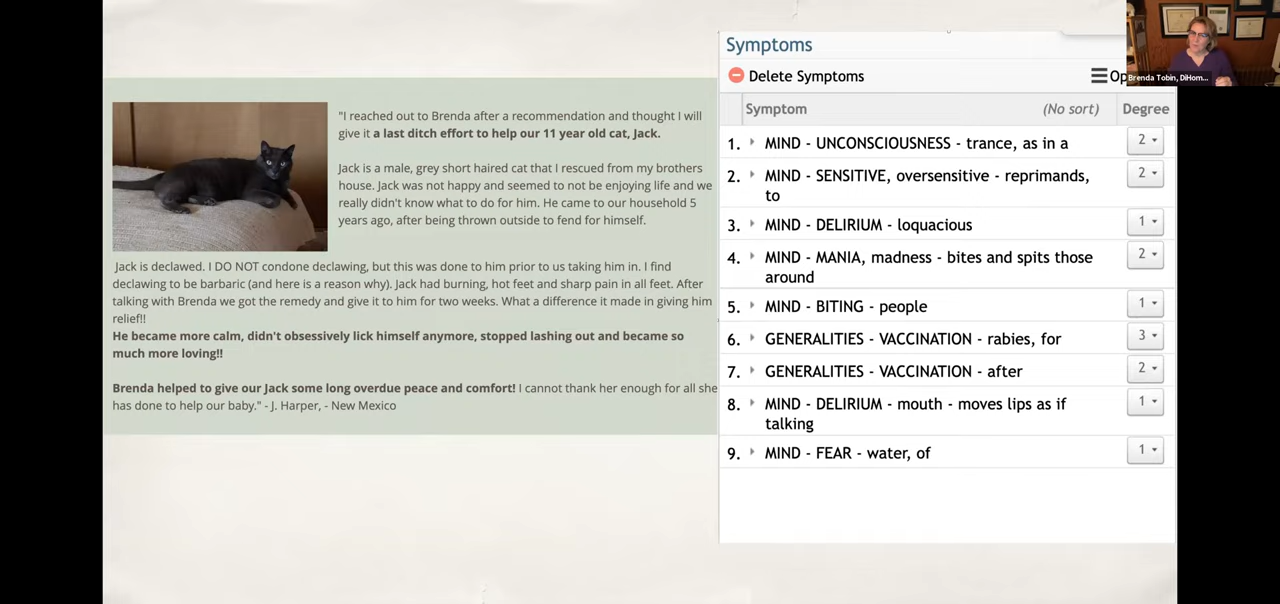 "I reached out to Brenda after a recommendation and thought I will
give it a last ditch effort to help our 11 year old cat, Jack.
Jack is a male, grey short haired cat that I rescued from my brothers
house. Jack was not happy and seemed to not be enjoying life and we
really didn't know what to do for him. He came to our household 5
years ago, after being thrown outside to fend for himself.
Jack is declawed. I DO NOT condone declawing, but this was done to him prior to us taking him in. I find
declawing to be barbaric (and here is a reason why). Jack had burning, hot feet and sharp pain in all feet. After
talking with Brenda we got the remedy and give it to him for two weeks. What a difference it made in giving him
relief!!
He became more calm, didn't obsessively lick himself anymore, stopped lashing out and became so
much more loving!!
Brenda helped to give our Jack some long overdue peace and comfort! I cannot thank her enough for all she
has done to help our baby." - J. Harper, - New Mexico
Symptoms
Delete Symptoms
Op
Symptom (No sort) Degree
1. MIND - UNCONSCIOUSNESS - trance, as in a 2
2. MIND - SENSITIVE, oversensitive - reprimands, 2
to
3. MIND - DELIRIUM - loquacious 1
4. MIND - MANIA, madness - bites and spits those 2
around
5. MIND - BITING - people 1
6. GENERALITIES - VACCINATION - rabies, for 3
7. GENERALITIES - VACCINATION - after 2
8. MIND - DELIRIUM - mouth - moves lips as if 1
talking
9. MIND - FEAR - water, of 1
Brenda Tobin, DiHom...